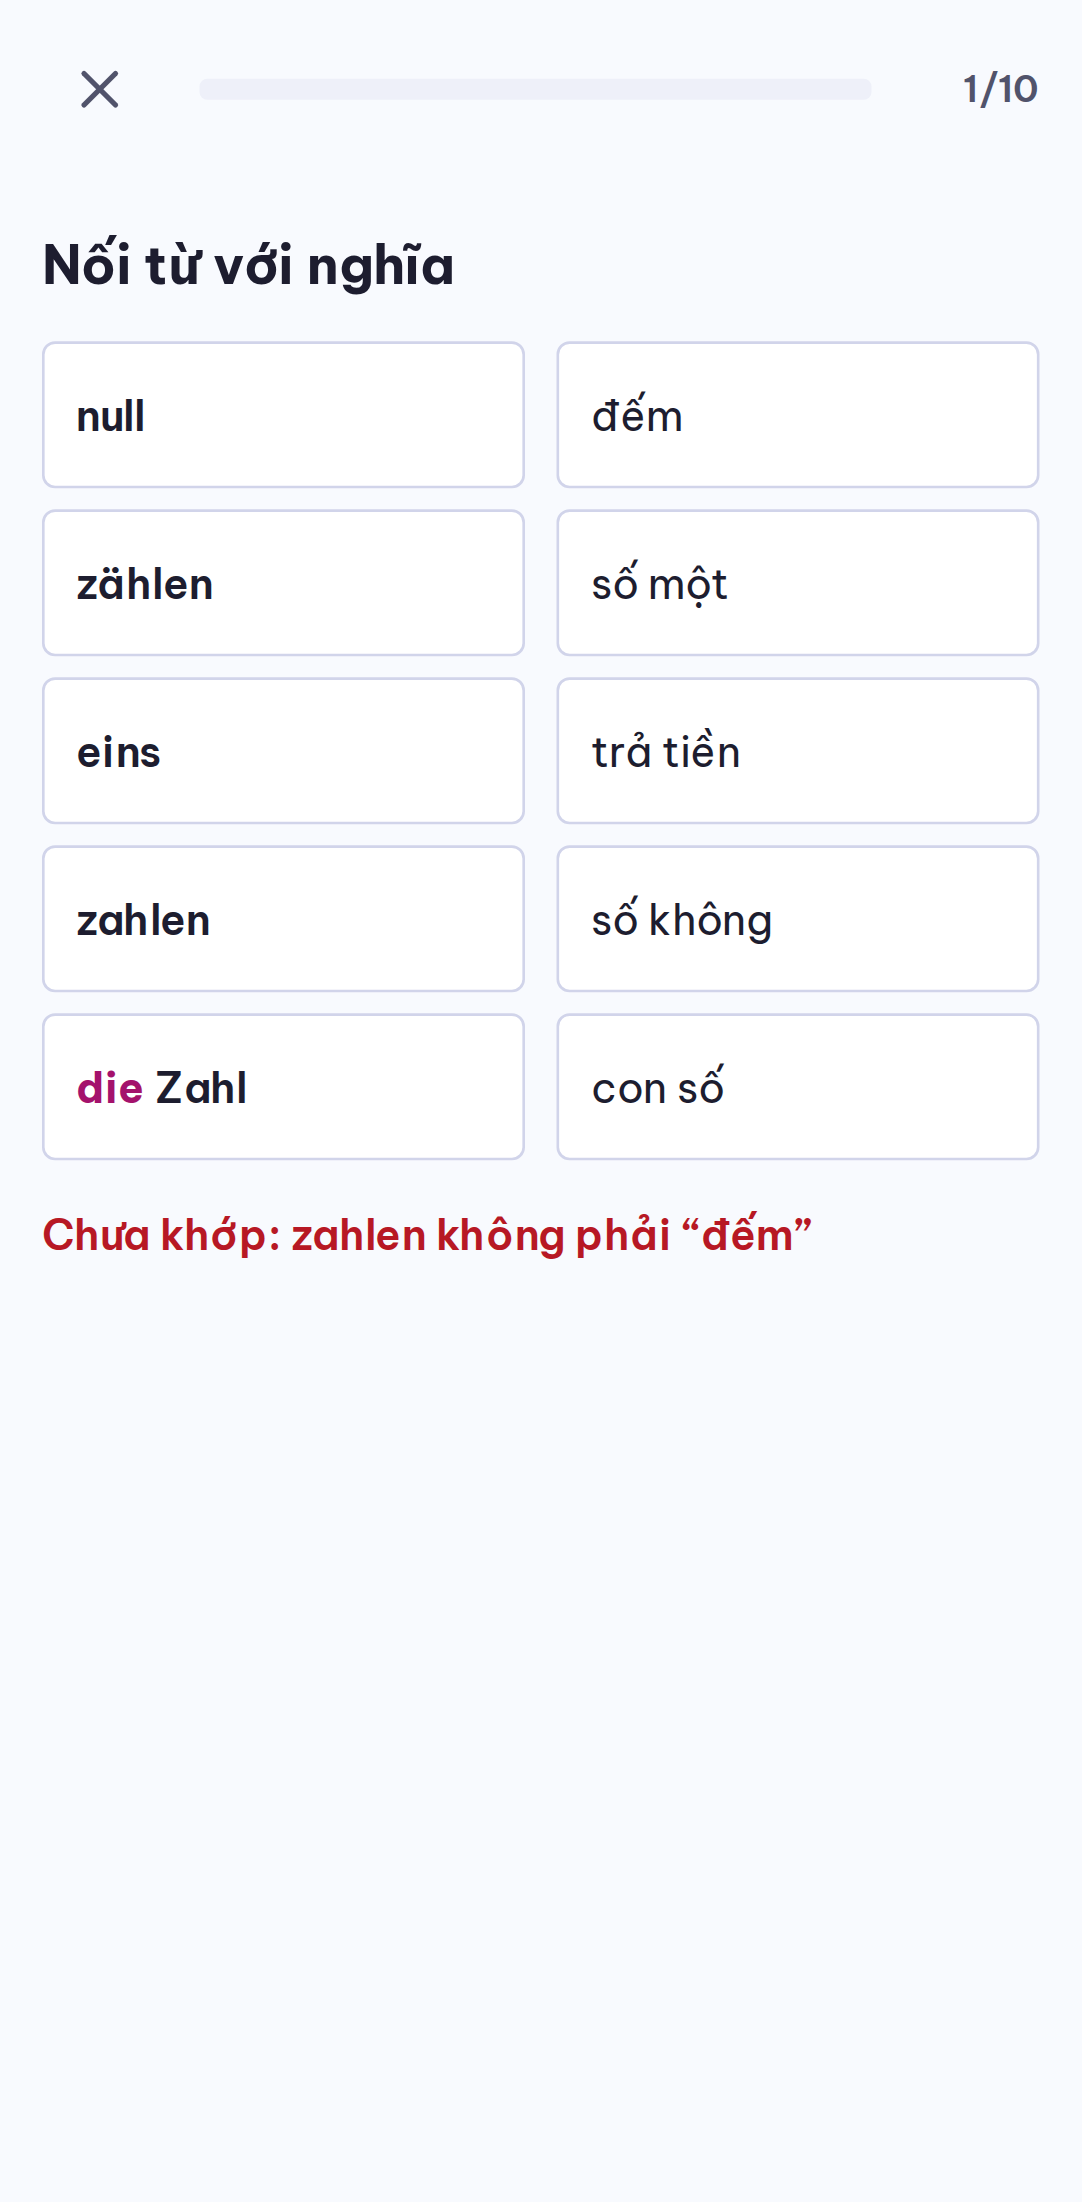 1/10
Nối từ với nghĩa
null
đếm
zählen
số một
eins
trả tiền
zahlen
số không
die Zahl
con số
Chưa khớp: zahlen không phải “đếm”